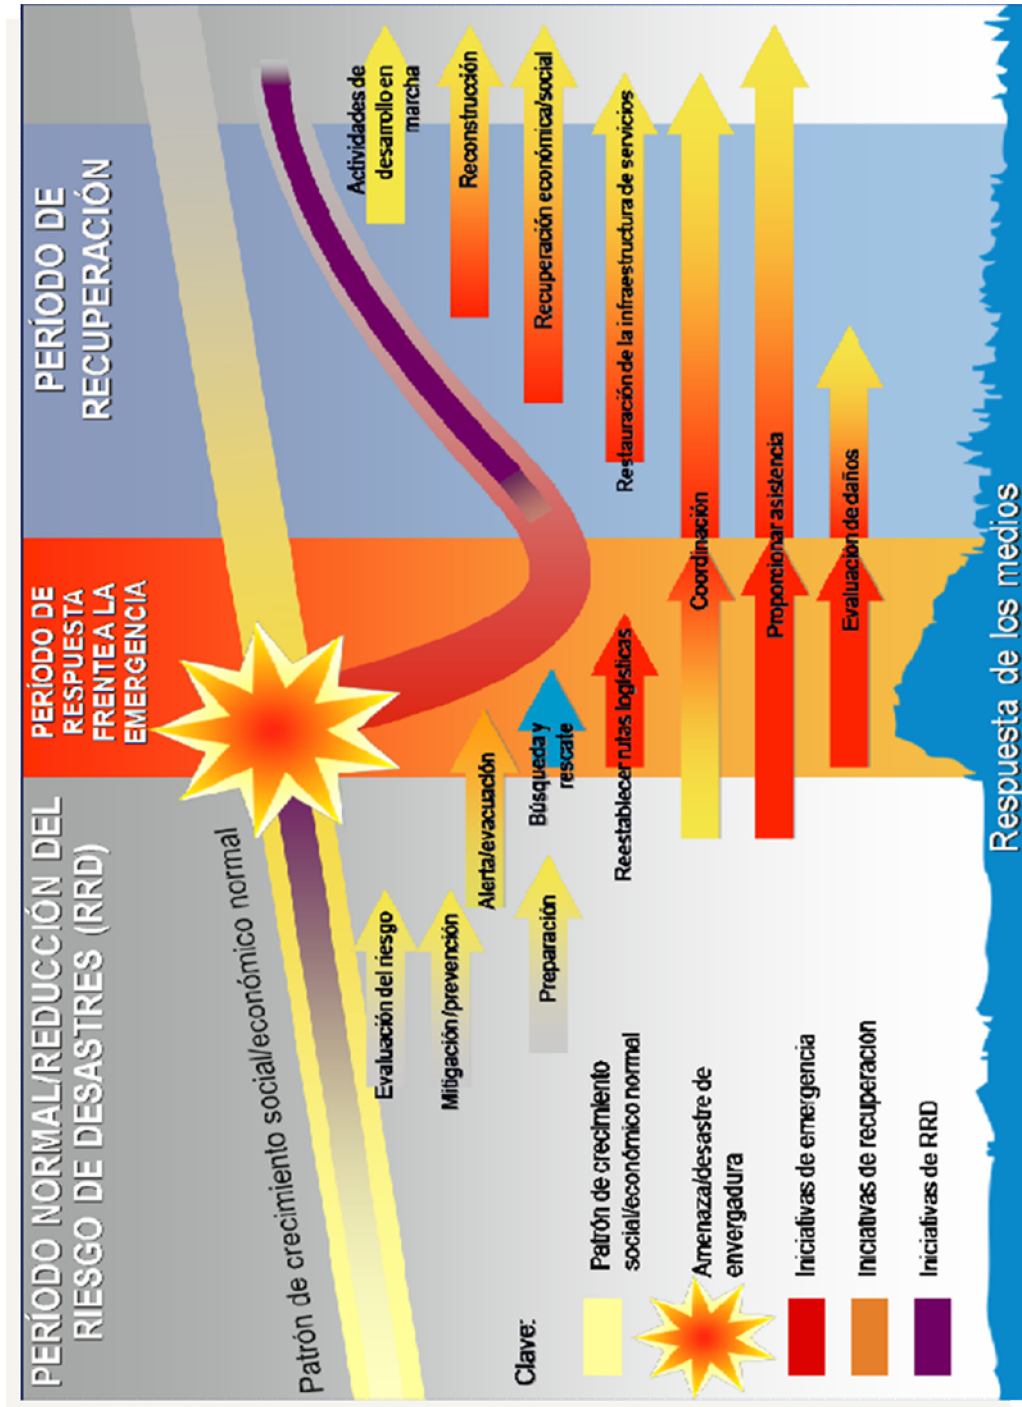 PERÍODO NORMAL/REDUCCIÓN DEL
RIESGO DE DESASTRES (RRD)
PERÍODO DE
RESPUESTA
FRENTE A LA
EMERGENCIA
PERÍODO DE
RECUPERACIÓN
Patrón de crecimiento social/económico normal
Evaluación del riesgo
Mitigación/prevención
Alerta/evacuación
Preparación
Búsqueda y
rescate
Reestablecer rutas logísticas
Coordinación
Proporcionar asistencia
Evaluación de daños
Actividades de
desarrollo en
marcha
Reconstrucción
Recuperación económica/social
Restauración de la infraestructura de servicios
Clave:
Patrón de crecimiento
social/económico normal
Amenaza/desastre de
envergadura
Iniciativas de emergencia
Iniciativas de recuperación
Iniciativas de RRD
Respuesta de los medios